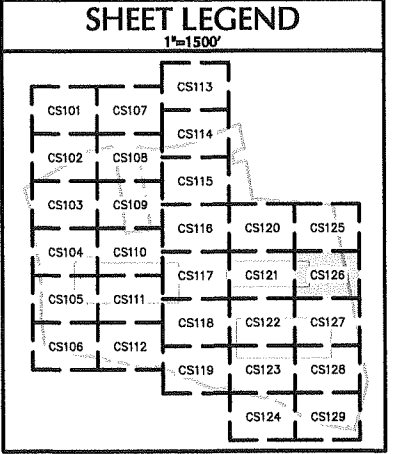 SHEET LEGEND
1"=1500'
CS113
CS101 CS107
CS114
CS102 CS108
CS115
CS103 CS109
CS116 CS120 CS125
CS104 CS110
CS117 CS121 CS126
CS105 CS111
CS118 CS122 CS127
CS106 CS112
CS119 CS123 CS128
CS124 CS129